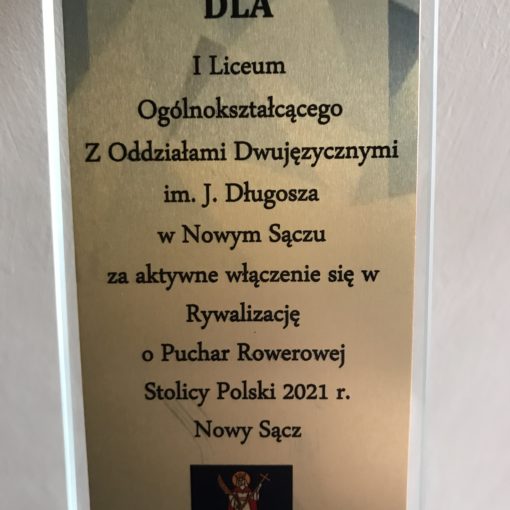 DLA
I Liceum
Ogólnokształcącego
Z Oddziałami Dwujęzycznymi
im. J. Długosza
w Nowym Sączu
za aktywne włączenie się w
Rywalizację
o Puchar Rowerowej
Stolicy Polski 2021 r.
Nowy Sącz